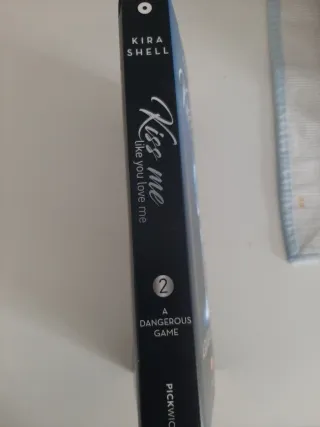 KIRA
SHELL
Kiss me
like you love me
2
A
DANGEROUS
GAME
PICKWIC